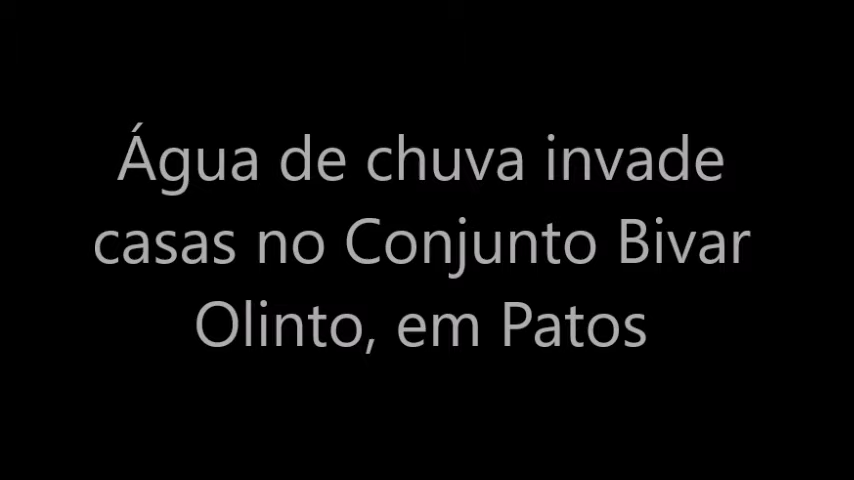 Água de chuva invade
casas no Conjunto Bivar
Olinto, em Patos